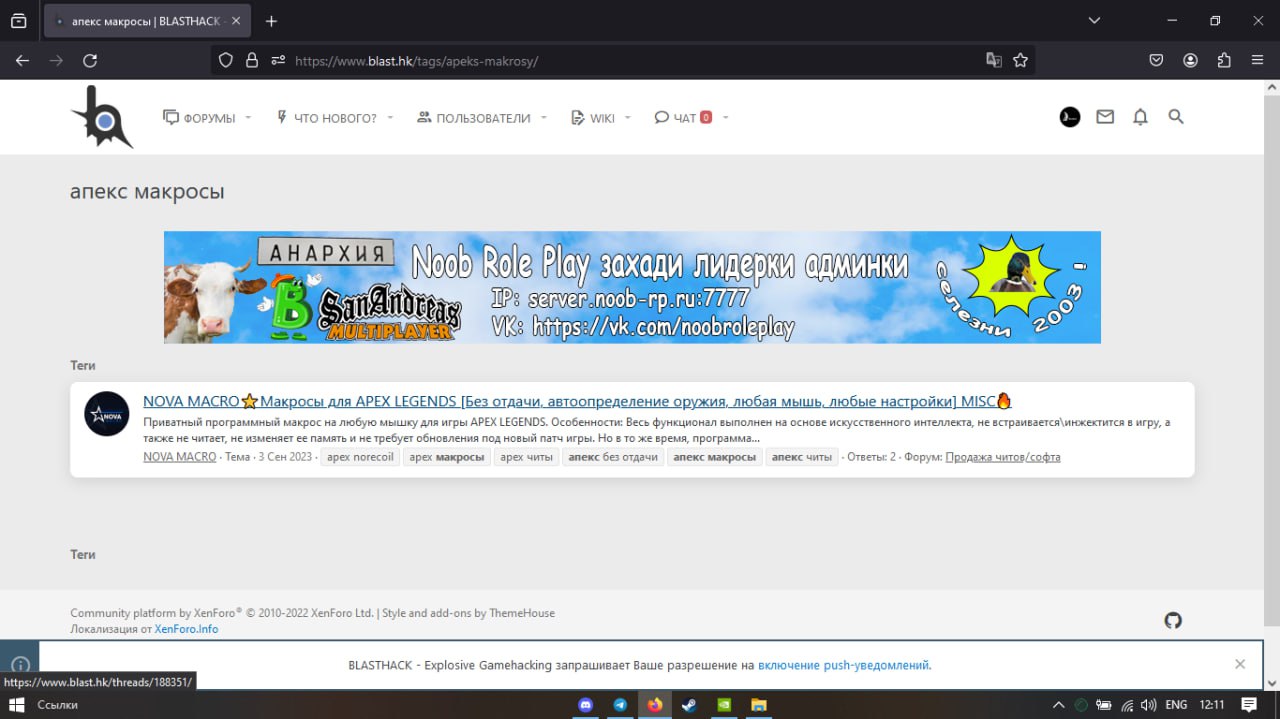 апекс макросы | BLASTHACK -
https://www.blast.hk/tags/apeks-makrosy/
ФОРУМЫ ЧТО НОВОГО? ПОЛЬЗОВАТЕЛИ WIKI ЧАТ 0
апекс макросы
АНАРХИЯ
Noob Role Play захади лидерки админки
SanAndreas
MULTIPLAYER
IP: server.noob-rp.ru:7777
VK: https://vk.com/noobroleplay
селезни 2003 !
Теги
NOVA
NOVA MACRO⭐Макросы для APEX LEGENDS [Без отдачи, автоопределение оружия, любая мышь, любые настройки] MISC🔥
Приватный программный макрос на любую мышку для игры APEX LEGENDS. Особенности: Весь функционал выполнен на основе искусственного интеллекта, не встраивается\инжектится в игру, а
также не читает, не изменяет ее память и не требует обновления под новый патч игры. Но в то же время, программа...
NOVA MACRO · Тема · 3 Сен 2023 · apex norecoil apex макросы apex читы апекс без отдачи апекс макросы апекс читы · Ответы: 2 · Форум: Продажа читов/софта
Теги
Community platform by XenForo® © 2010-2022 XenForo Ltd. | Style and add-ons by ThemeHouse
Локализация от XenForo.Info
BLASTHACK - Explosive Gamehacking запрашивает Ваше разрешение на включение push-уведомлений.
https://www.blast.hk/threads/188351/
Ссылки
ENG 12:11